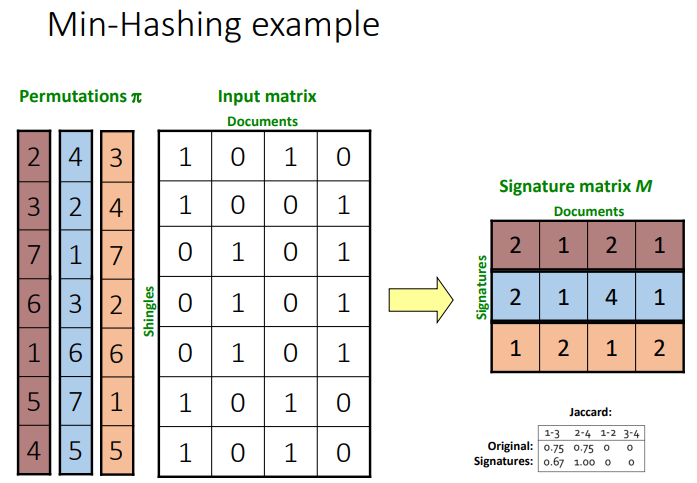 Min-Hashing example
Permutations π
Input matrix
Documents
2 4 3 1 0 1 0
3 2 4 1 0 0 1
7 1 7 0 1 0 1
6 3 2 0 1 0 1
1 6 6 0 1 0 1
5 7 1 1 0 1 0
4 5 5 1 0 1 0
Shingles
Signature matrix M
Documents
Signatures
2 1 2 1
2 1 4 1
1 2 1 2
Jaccard:
1-3 2-4 1-2 3-4
Original: 0.75 0.75 0 0
Signatures: 0.67 1.00 0 0